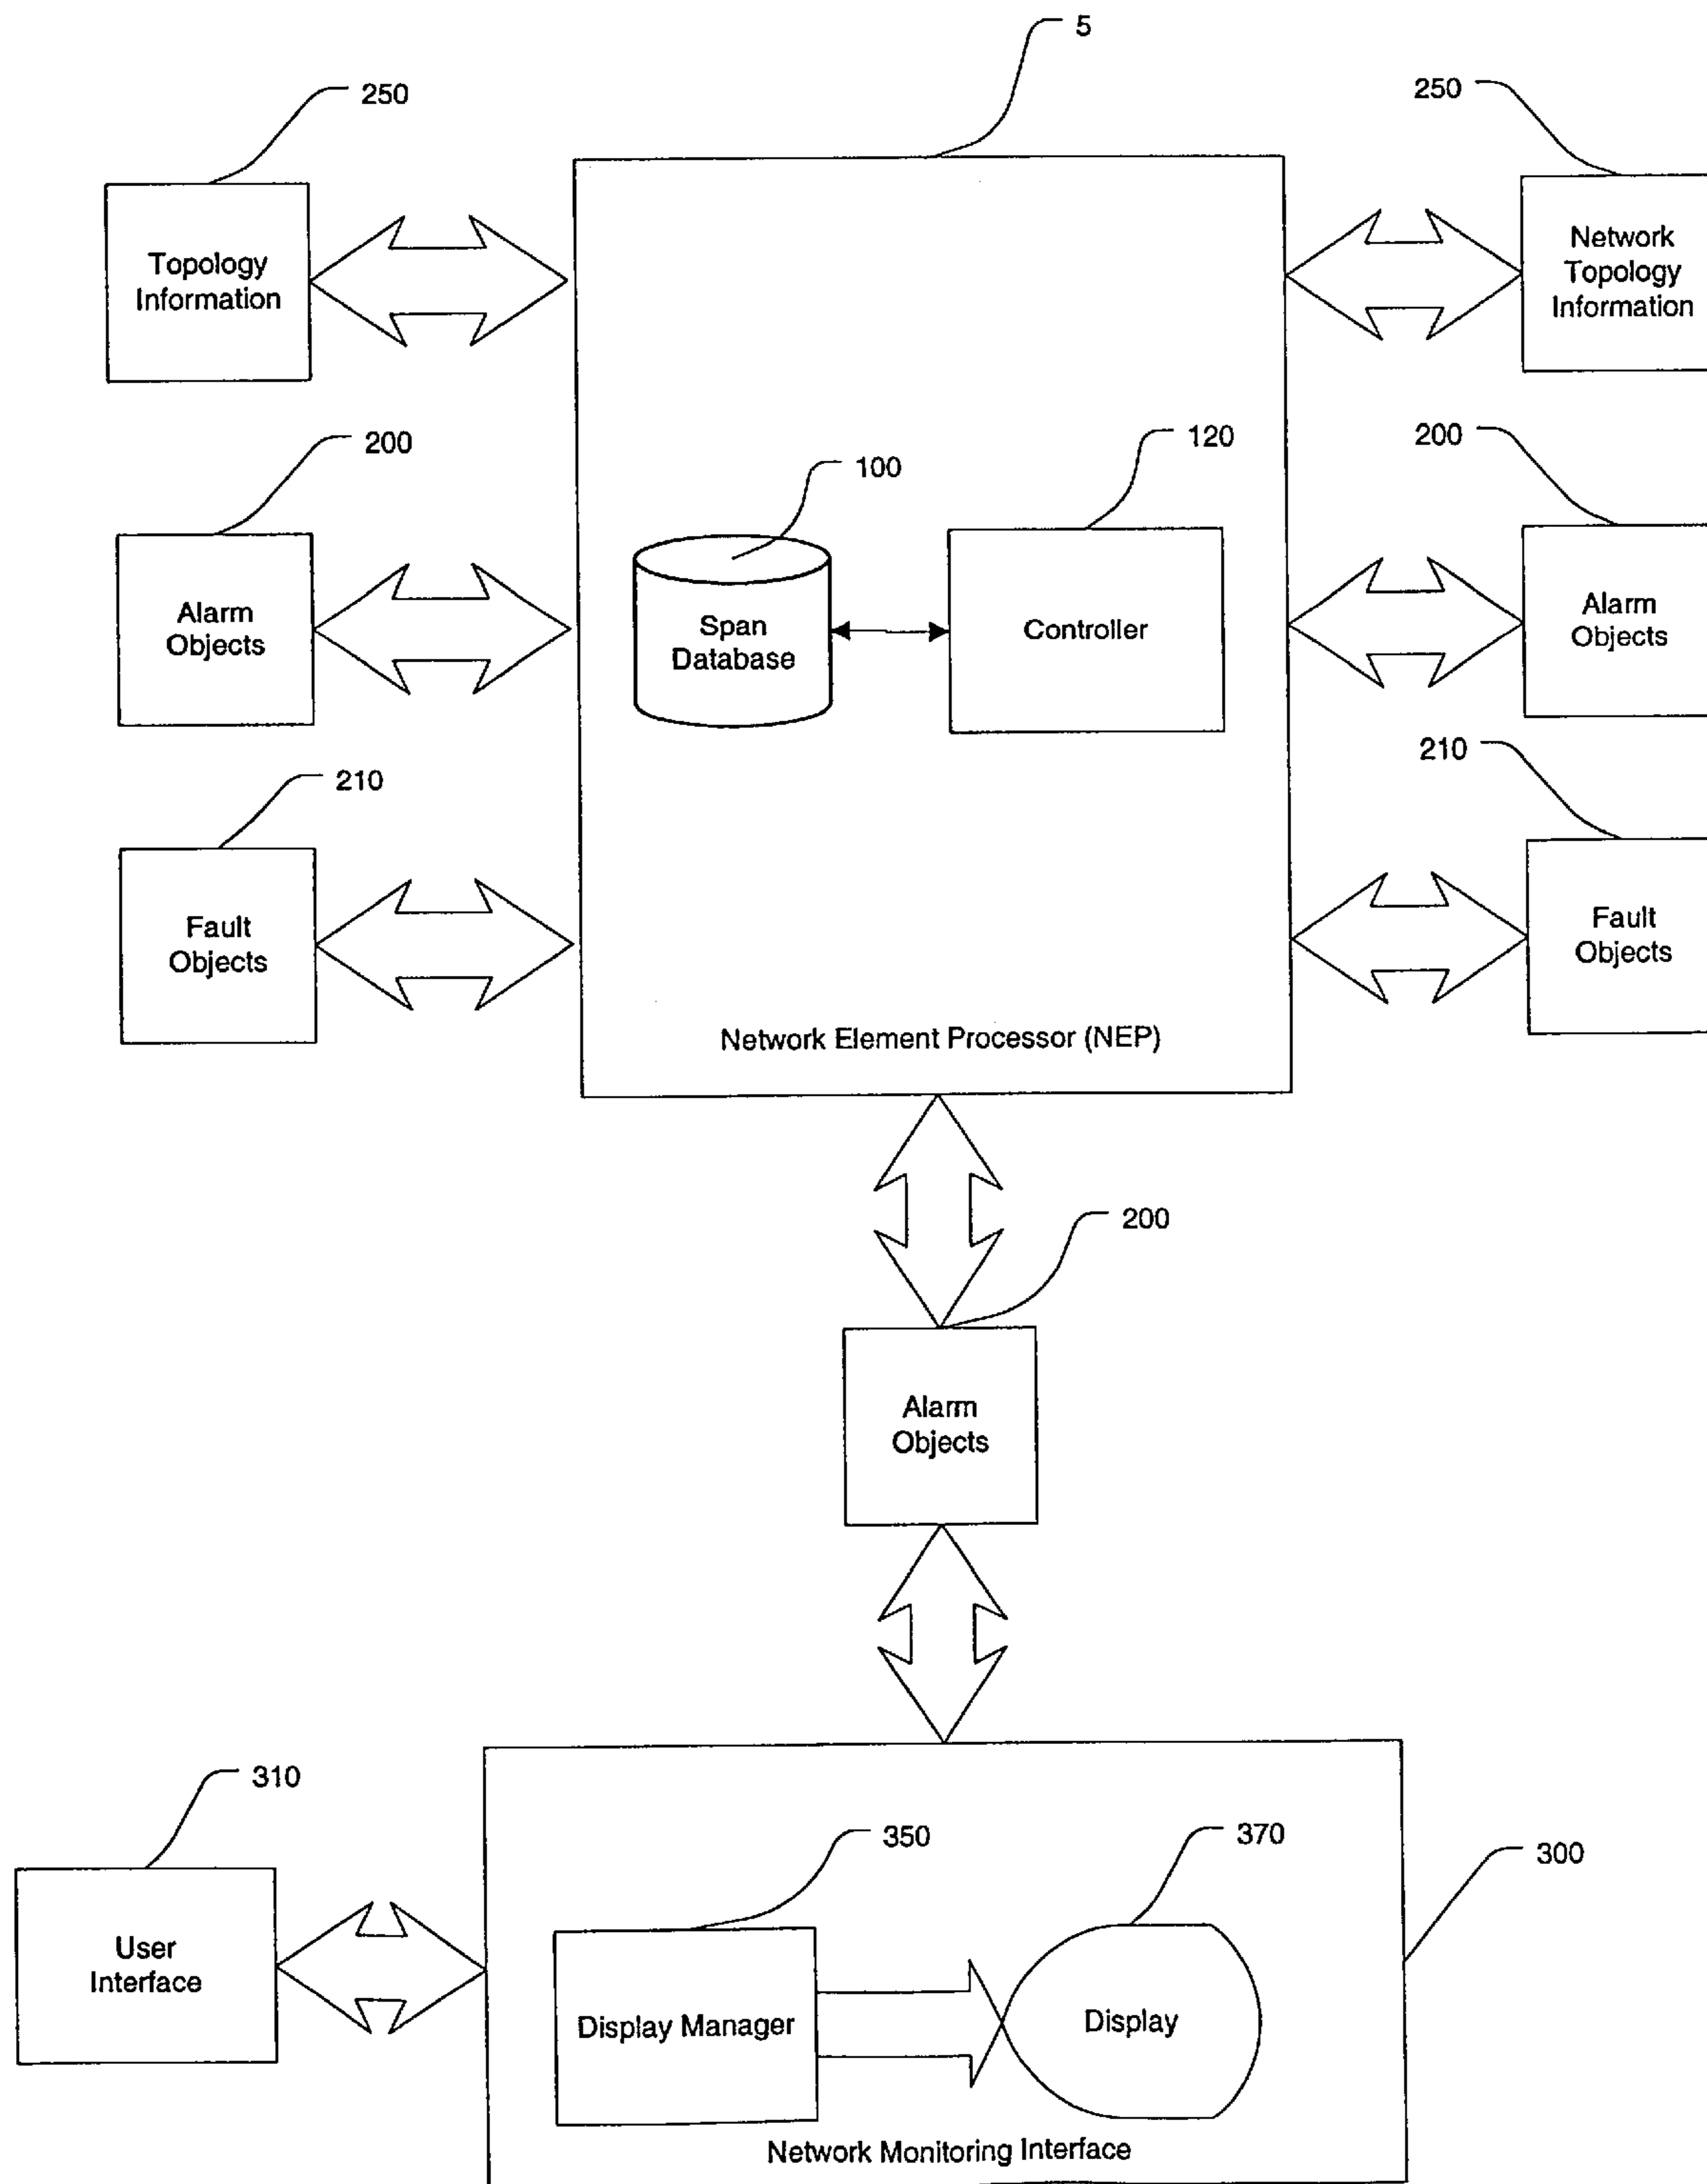 5
250
250
Topology
Information
Network
Topology
Information
200
200
120
100
Alarm
Objects
Span
Database
Controller
Alarm
Objects
210
210
Fault
Objects
Fault
Objects
Network Element Processor (NEP)
200
Alarm
Objects
310
350
370
300
User
Interface
Display Manager
Display
Network Monitoring Interface